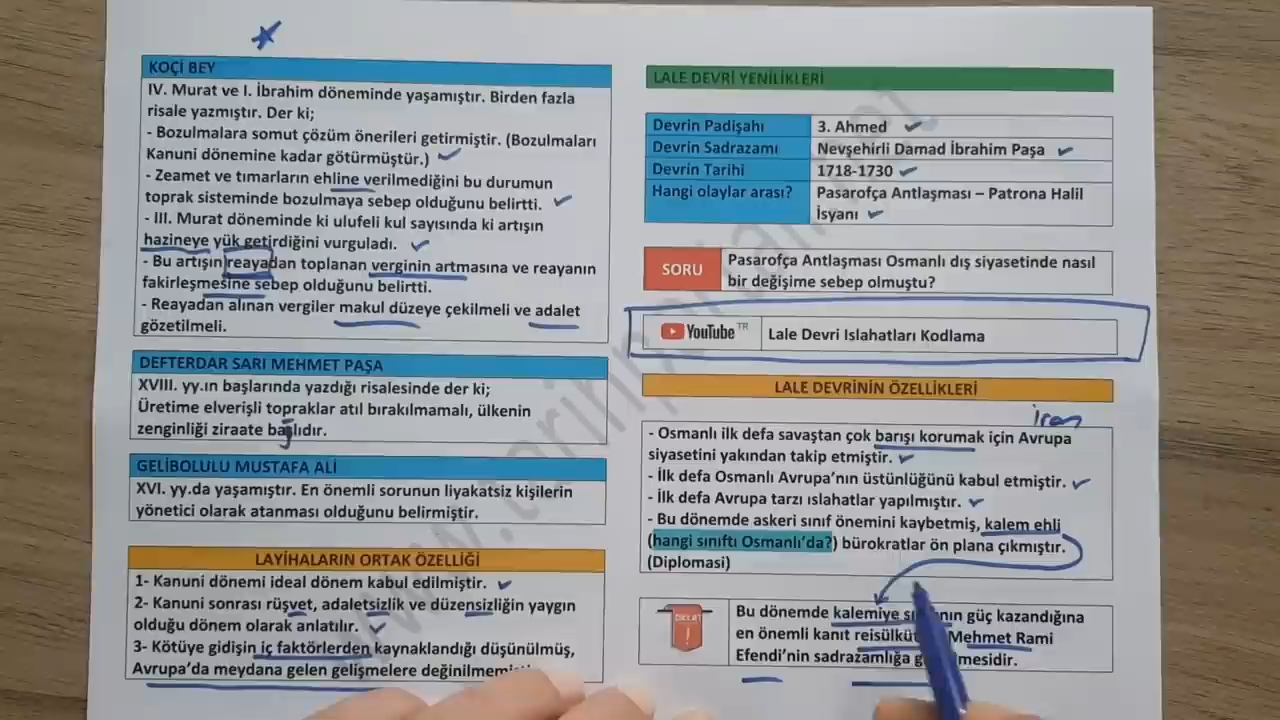 KOÇİ BEY
IV. Murat ve I. İbrahim döneminde yaşamıştır. Birden fazla
risale yazmıştır. Der ki;
- Bozulmalara somut çözüm önerileri getirmiştir. (Bozulmaları
Kanuni dönemine kadar götürmüştür.)
- Zeamet ve tımarların ehline verilmediğini bu durumun
toprak sisteminde bozulmaya sebep olduğunu belirtti.
- III. Murat döneminde ki ulufeli kul sayısında ki artışın
hazineye yük getirdiğini vurguladı.
- Bu artışın reayadan toplanan verginin artmasına ve reayanın
fakirleşmesine sebep olduğunu belirtti.
- Reayadan alınan vergiler makul düzeye çekilmeli ve adalet
gözetilmeli.
DEFTERDAR SARI MEHMET PAŞA
XVIII. yy.ın başlarında yazdığı risalesinde der ki;
Üretime elverişli topraklar atıl bırakılmamalı, ülkenin
zenginliği ziraate bağlıdır.
GELİBOLULU MUSTAFA ALİ
XVI. yy.da yaşamıştır. En önemli sorunun liyakatsiz kişilerin
yönetici olarak atanması olduğunu belirmiştir.
LAYİHALARIN ORTAK ÖZELLİĞİ
1- Kanuni dönemi ideal dönem kabul edilmiştir.
2- Kanuni sonrası rüşvet, adaletsizlik ve düzensizliğin yaygın
olduğu dönem olarak anlatılır.
3- Kötüye gidişin iç faktörlerden kaynaklandığı düşünülmüş,
Avrupa'da meydana gelen gelişmelere
LALE DEVRİ YENİLİKLERİ
Devrin Padişahı 3. Ahmed
Devrin Sadrazamı Nevşehirli Damad İbrahim Paşa
Devrin Tarihi 1718-1730
Hangi olaylar arası? Pasarofça Antlaşması – Patrona Halil
İsyanı
SORU Pasarofça Antlaşması Osmanlı dış siyasetinde nasıl
bir değişime sebep olmuştu?
YouTube TR Lale Devri Islahatları Kodlama
LALE DEVRİNİN ÖZELLİKLERİ
iran
- Osmanlı ilk defa savaştan çok barışı korumak için Avrupa
siyasetini yakından takip etmiştir.
- İlk defa Osmanlı Avrupa'nın üstünlüğünü kabul etmiştir.
- İlk defa Avrupa tarzı ıslahatlar yapılmıştır.
- Bu dönemde askeri sınıf önemini kaybetmiş, kalem ehli
(hangi sınıftı Osmanlı'da?) bürokratlar ön plana çıkmıştır.
(Diplomasi)
DİKKAT
!
Bu dönemde kalemiye güç kazandığına
en önemli kanıt Mehmet Rami
Efendi'nin sadrazamlığa